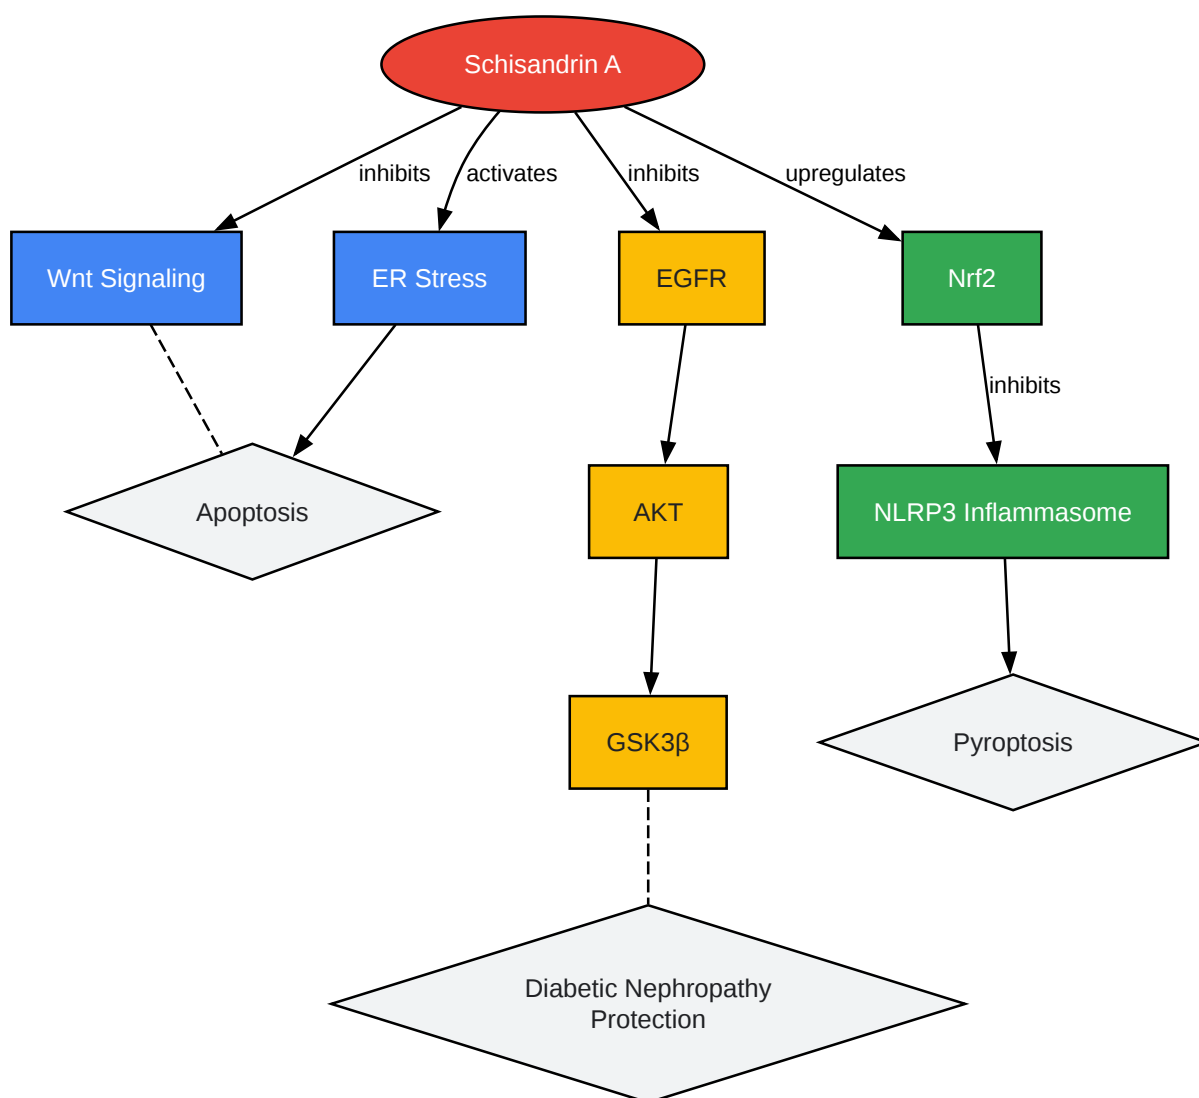 Schisandrin A
inhibits
activates
inhibits
upregulates
Wnt Signaling
ER Stress
EGFR
Nrf2
inhibits
Apoptosis
AKT
NLRP3 Inflammasome
GSK3β
Pyroptosis
Diabetic Nephropathy
Protection